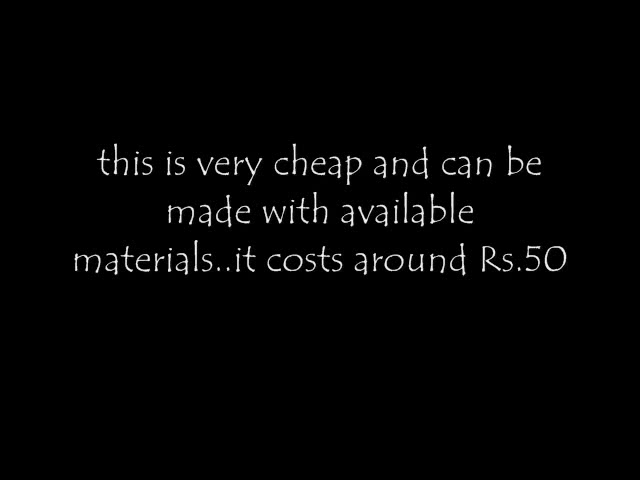 this is very cheap and can be
made with available
materials..it costs around Rs.50